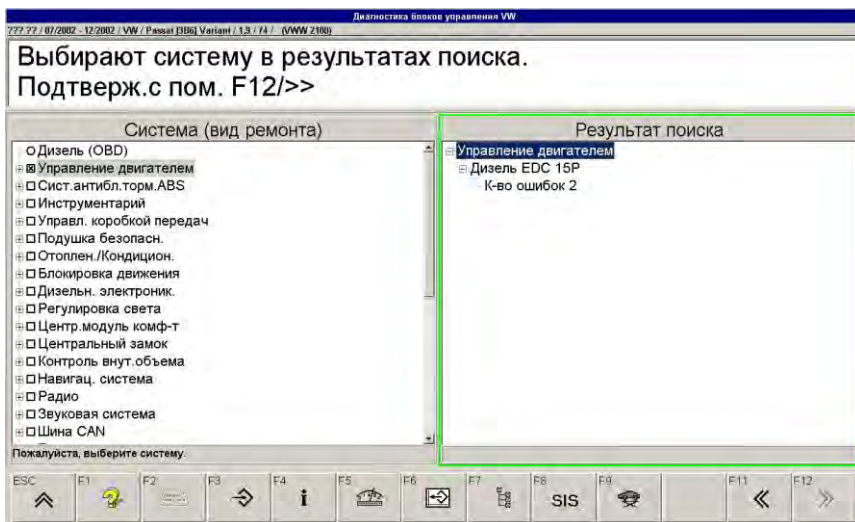 Диагностика блоков управления VW
??? ?? / 07/2002 - 12/2002 / VW / Passat [3B6] Variant / 1,9 / 74 / (VWW 2100)
Выбирают систему в результатах поиска.
Подтверж.с пом. F12/>>
Система (вид ремонта)
Дизель (OBD)
Управление двигателем
Сист.антибл.торм.ABS
Инструментарий
Управл. коробкой передач
Подушка безопасн.
Отоплен./Кондицион.
Блокировка движения
Дизельн. электроник.
Регулировка света
Центр.модуль комф-т
Центральный замок
Контроль внут.объема
Навигац. система
Радио
Звуковая система
Шина CAN
Пожалуйста, выберите систему.
Результат поиска
Управление двигателем
Дизель EDC 15P
К-во ошибок 2
ESC F1 F2 F3 F4 F5 F6 F7 F8 F9 F11 F12
i SIS